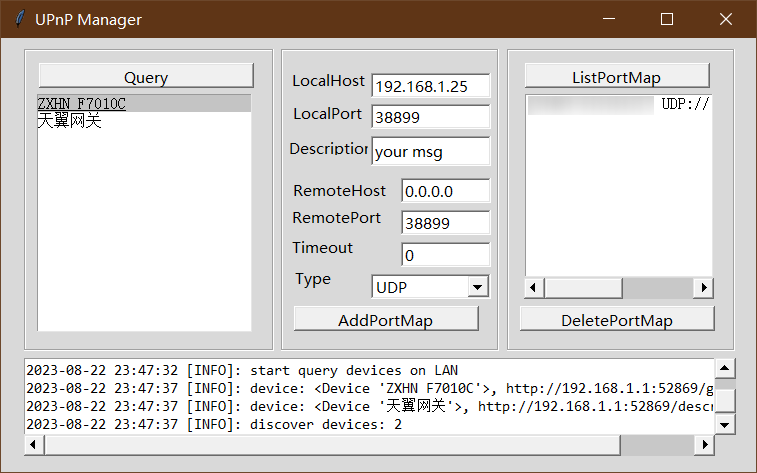 UPnP Manager
Query
ZXHN F7010C
天翼网关
LocalHost 192.168.1.25
LocalPort 38899
Description your msg
RemoteHost 0.0.0.0
RemotePort 38899
Timeout 0
Type UDP
AddPortMap
ListPortMap
UDP://
DeletePortMap
2023-08-22 23:47:32 [INFO]: start query devices on LAN
2023-08-22 23:47:37 [INFO]: device: <Device 'ZXHN F7010C'>, http://192.168.1.1:52869/g
2023-08-22 23:47:37 [INFO]: device: <Device '天翼网关'>, http://192.168.1.1:52869/descr
2023-08-22 23:47:37 [INFO]: discover devices: 2